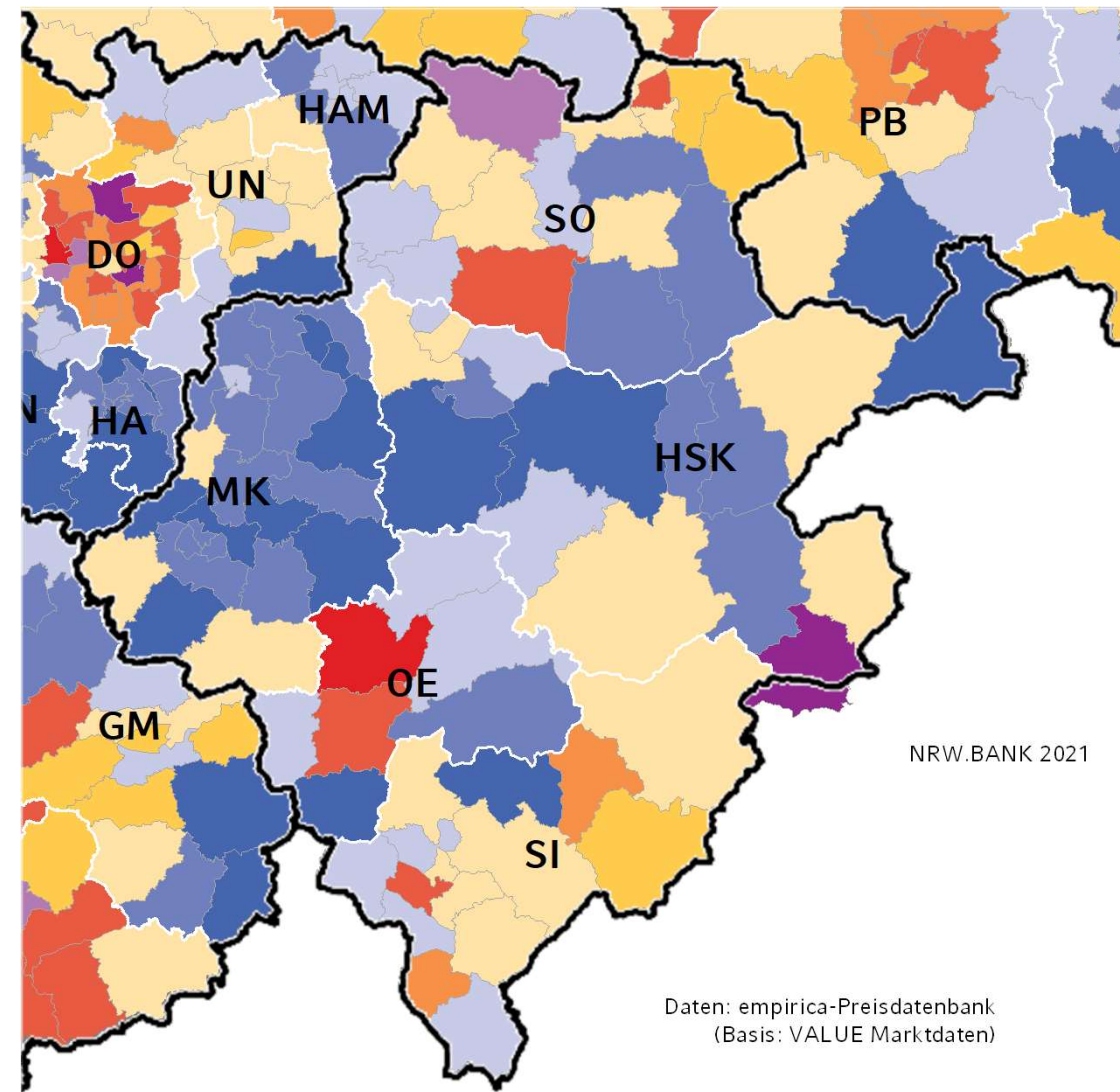 HAM
PB
UN
SO
DO
N
HA
HSK
MK
OE
GM
NRW.BANK 2021
SI
Daten: empirica-Preisdatenbank
(Basis: VALUE Marktdaten)